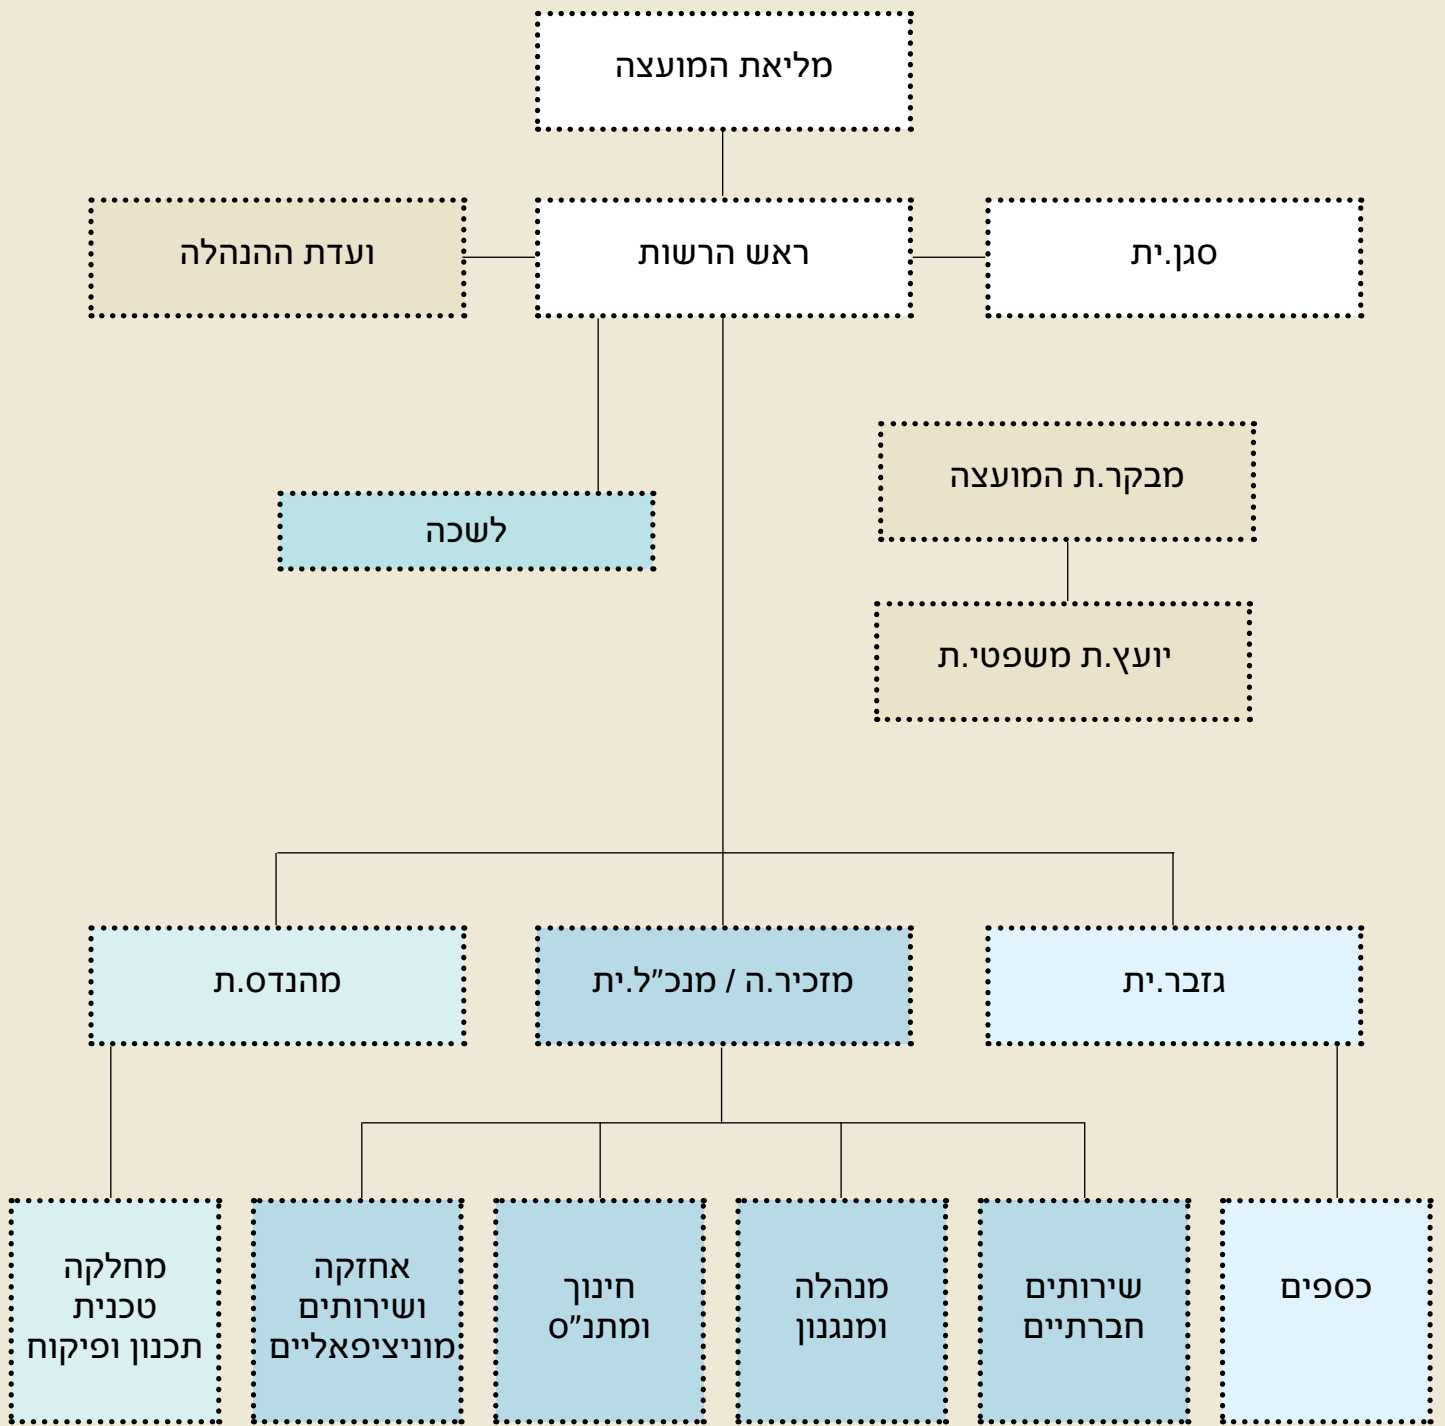 מליאת המועצה
סגן.ית
ראש הרשות
ועדת ההנהלה
מבקר.ת המועצה
לשכה
יועץ.ת משפטי.ת
גזבר.ית
מזכיר.ה / מנכ"ל.ית
מהנדס.ת
כספים
שירותים
חברתיים
מנהלה
ומנגנון
חינוך
ומתנ"ס
אחזקה
ושירותים
מוניציפאליים
מחלקה
טכנית
תכנון ופיקוח